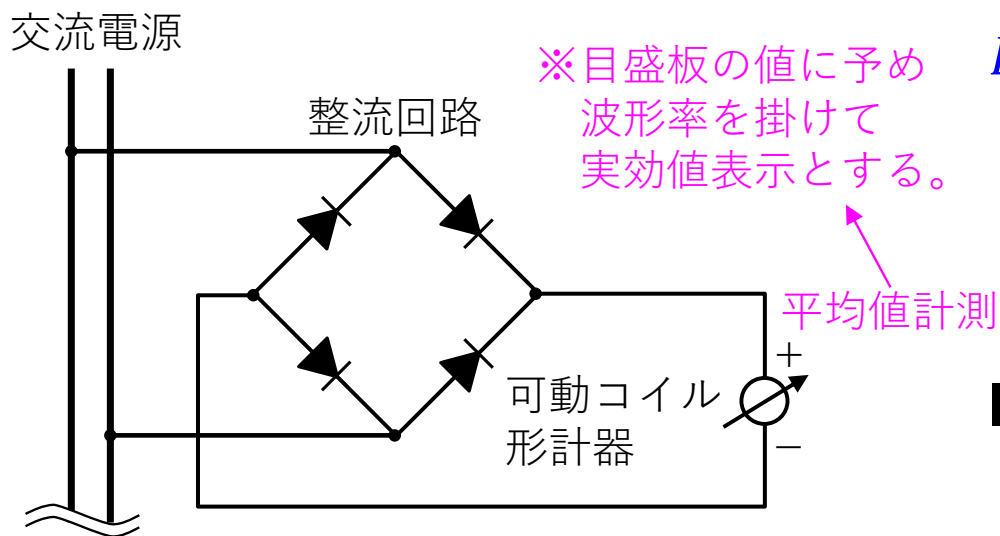 交流電源
整流回路
※目盛板の値に予め
波形率を掛けて
実効値表示とする。
平均値計測
+
可動コイル
形計器
−